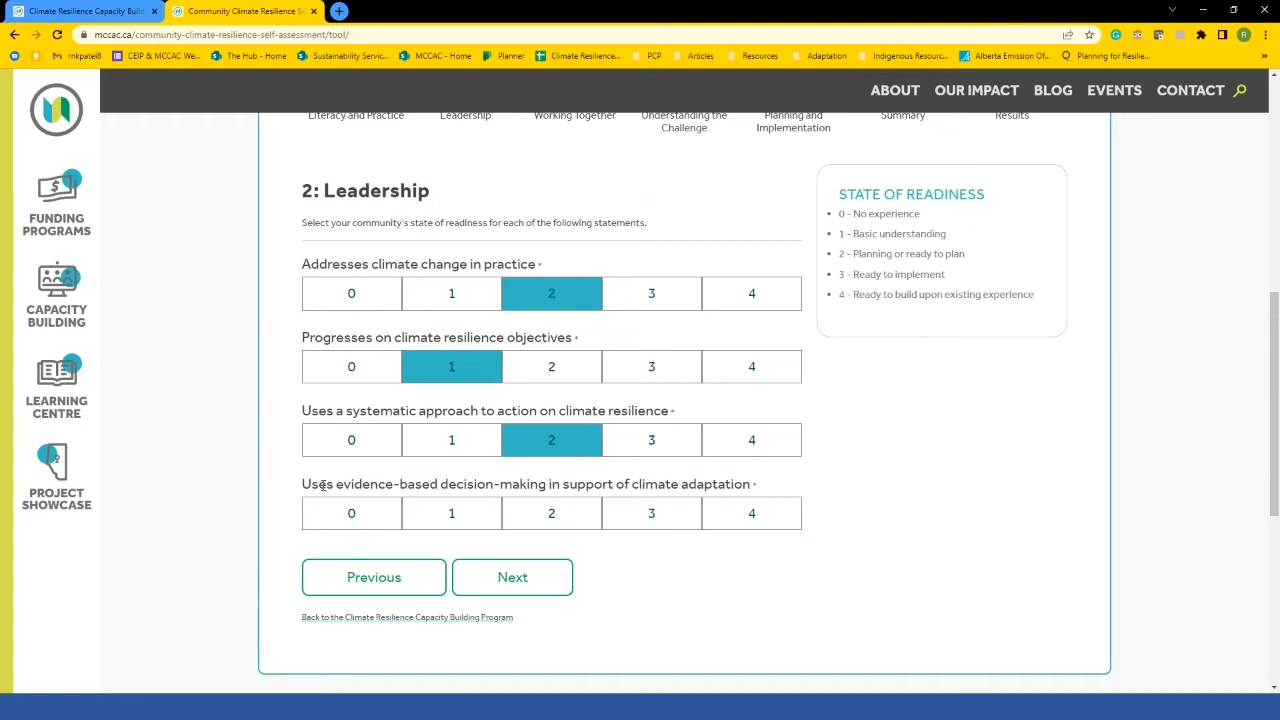 Climate Resilience Capacity Buildi
Community Climate Resilience Se
mccac.ca/community-climate-resilience-self-assessment/tool/
rnkpatel8
CEIP & MCCAC We...
The Hub - Home
Sustainability Servic...
MCCAC - Home
Planner
Climate Resilience...
PCP
Articles
Resources
Adaptation
Indigenous Resourc...
Alberta Emission Of...
Planning for Resilie...
»
ABOUT OUR IMPACT BLOG EVENTS CONTACT
FUNDING
PROGRAMS
CAPACITY
BUILDING
LEARNING
CENTRE
PROJECT
SHOWCASE
Literacy and Practice
Leadership
Working Together
Understanding the
Challenge
Planning and
Implementation
Summary
Results
2: Leadership
Select your community's state of readiness for each of the following statements.
Addresses climate change in practice *
0 1 2 3 4
Progresses on climate resilience objectives *
0 1 2 3 4
Uses a systematic approach to action on climate resilience *
0 1 2 3 4
Uses evidence-based decision-making in support of climate adaptation *
0 1 2 3 4
Previous
Next
Back to the Climate Resilience Capacity Building Program
STATE OF READINESS
• 0 - No experience
• 1 - Basic understanding
• 2 - Planning or ready to plan
• 3 - Ready to implement
• 4 - Ready to build upon existing experience